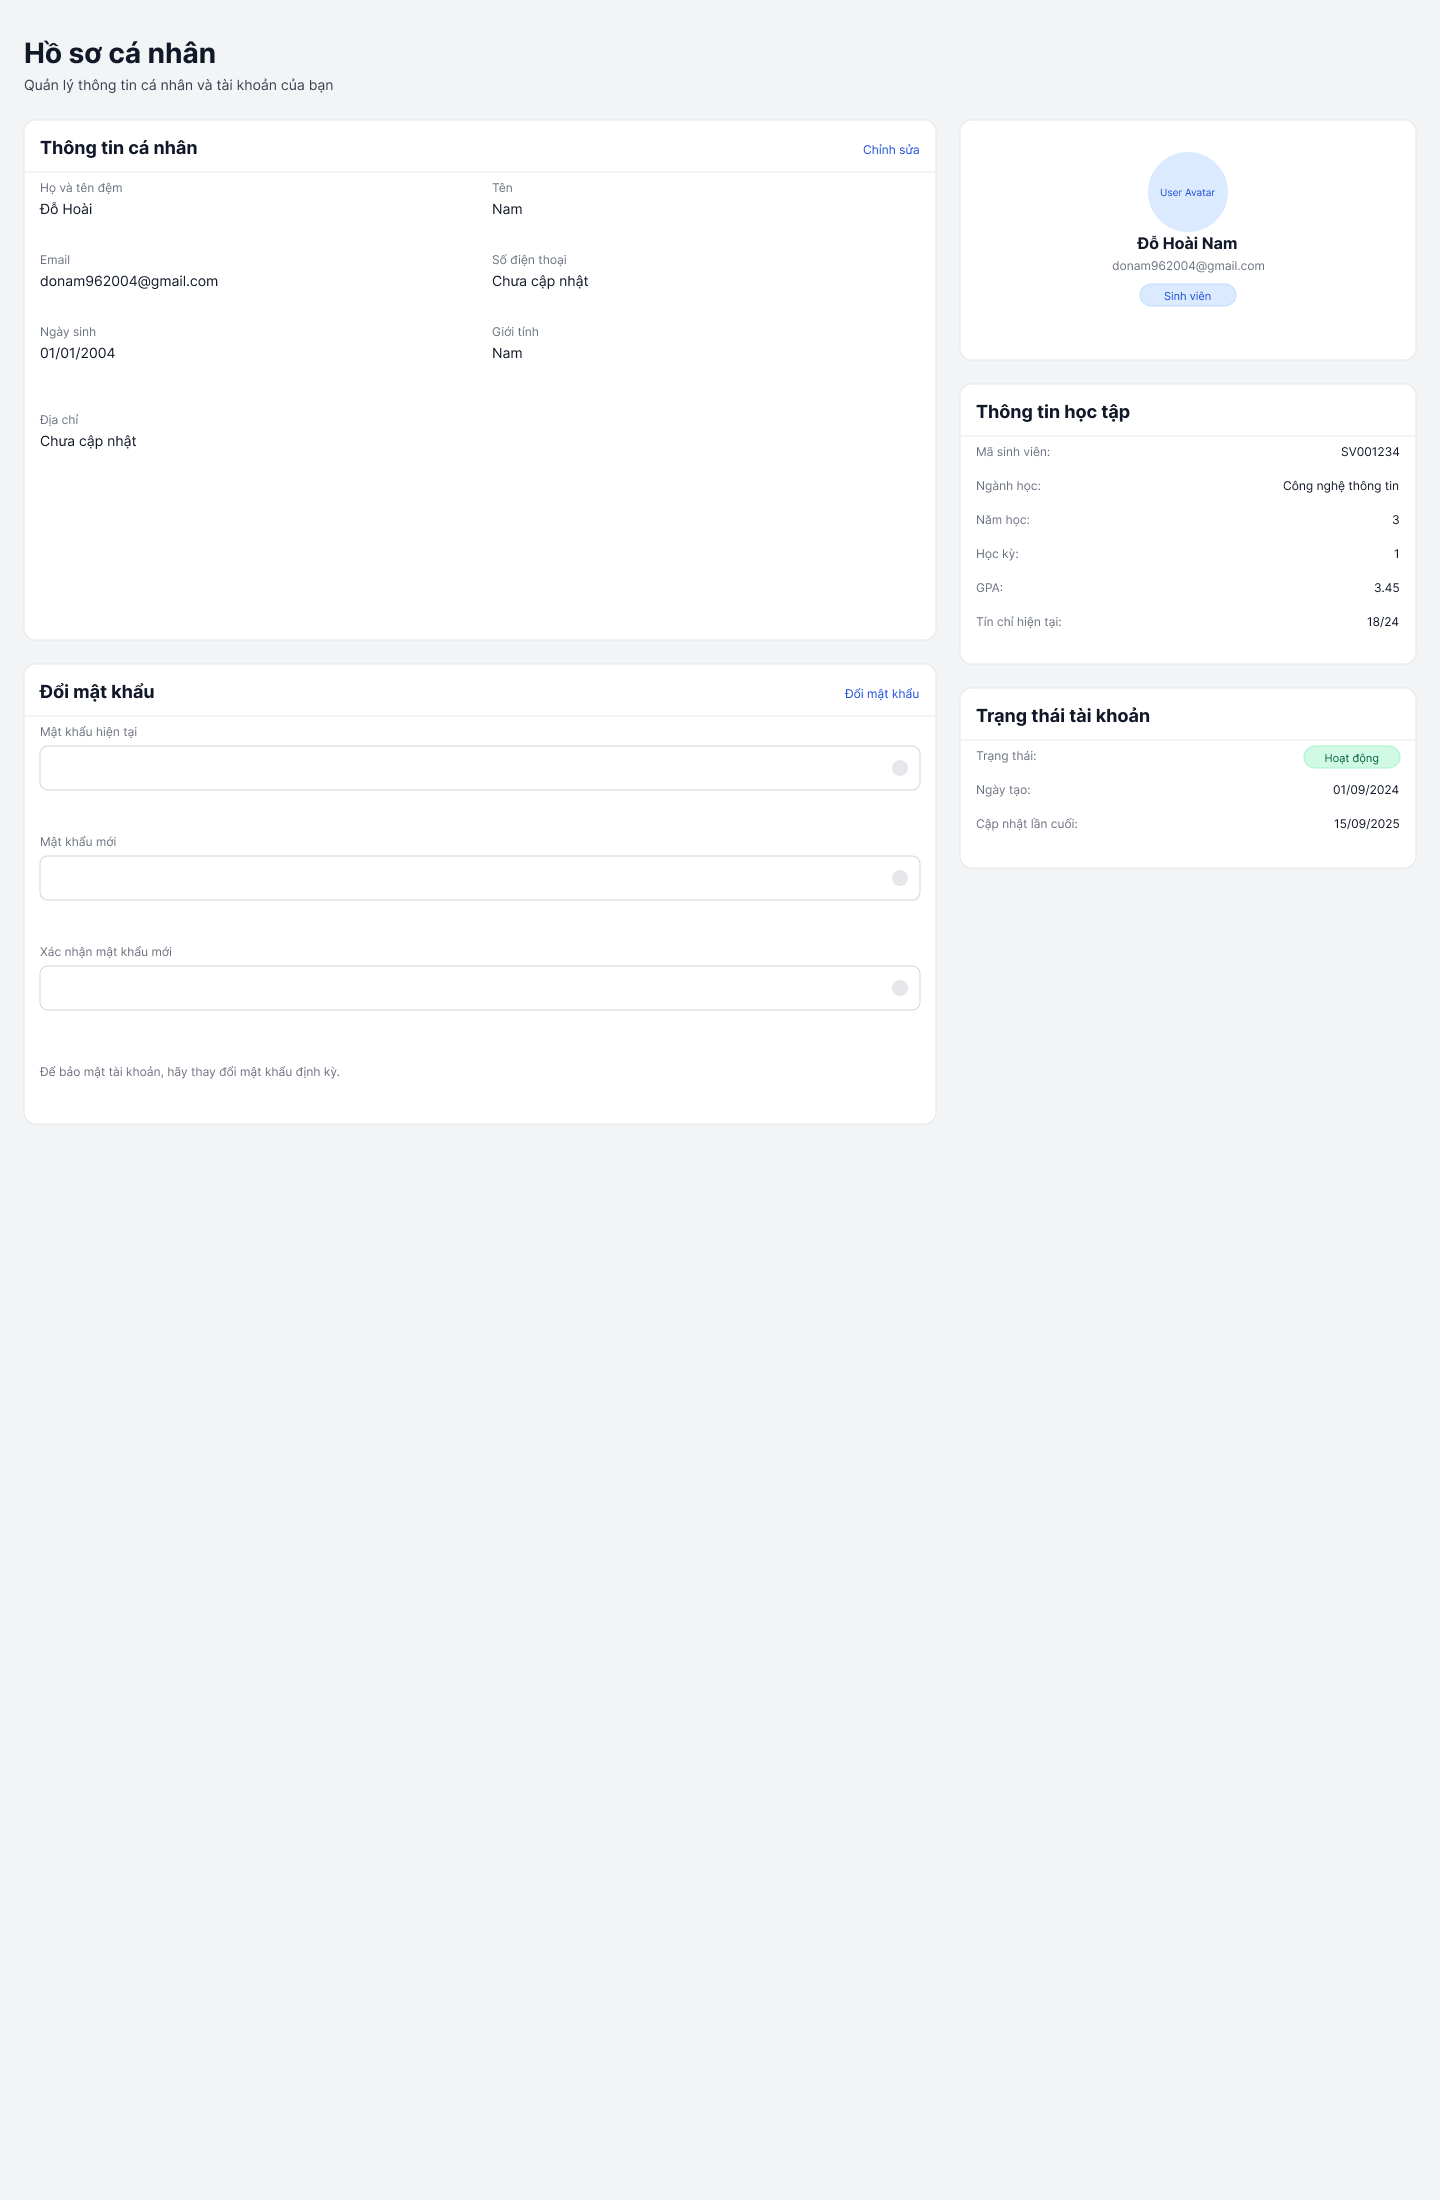 Hồ sơ cá nhân
Quản lý thông tin cá nhân và tài khoản của bạn
Thông tin cá nhân
Chỉnh sửa
Họ và tên đệm
Đỗ Hoài
Tên
Nam
Email
donam962004@gmail.com
Số điện thoại
Chưa cập nhật
Ngày sinh
01/01/2004
Giới tính
Nam
Địa chỉ
Chưa cập nhật
Đổi mật khẩu
Đổi mật khẩu
Mật khẩu hiện tại
Mật khẩu mới
Xác nhận mật khẩu mới
Để bảo mật tài khoản, hãy thay đổi mật khẩu định kỳ.
User Avatar
Đỗ Hoài Nam
donam962004@gmail.com
Sinh viên
Thông tin học tập
Mã sinh viên: SV001234
Ngành học: Công nghệ thông tin
Năm học: 3
Học kỳ: 1
GPA: 3.45
Tín chỉ hiện tại: 18/24
Trạng thái tài khoản
Trạng thái: Hoạt động
Ngày tạo: 01/09/2024
Cập nhật lần cuối: 15/09/2025